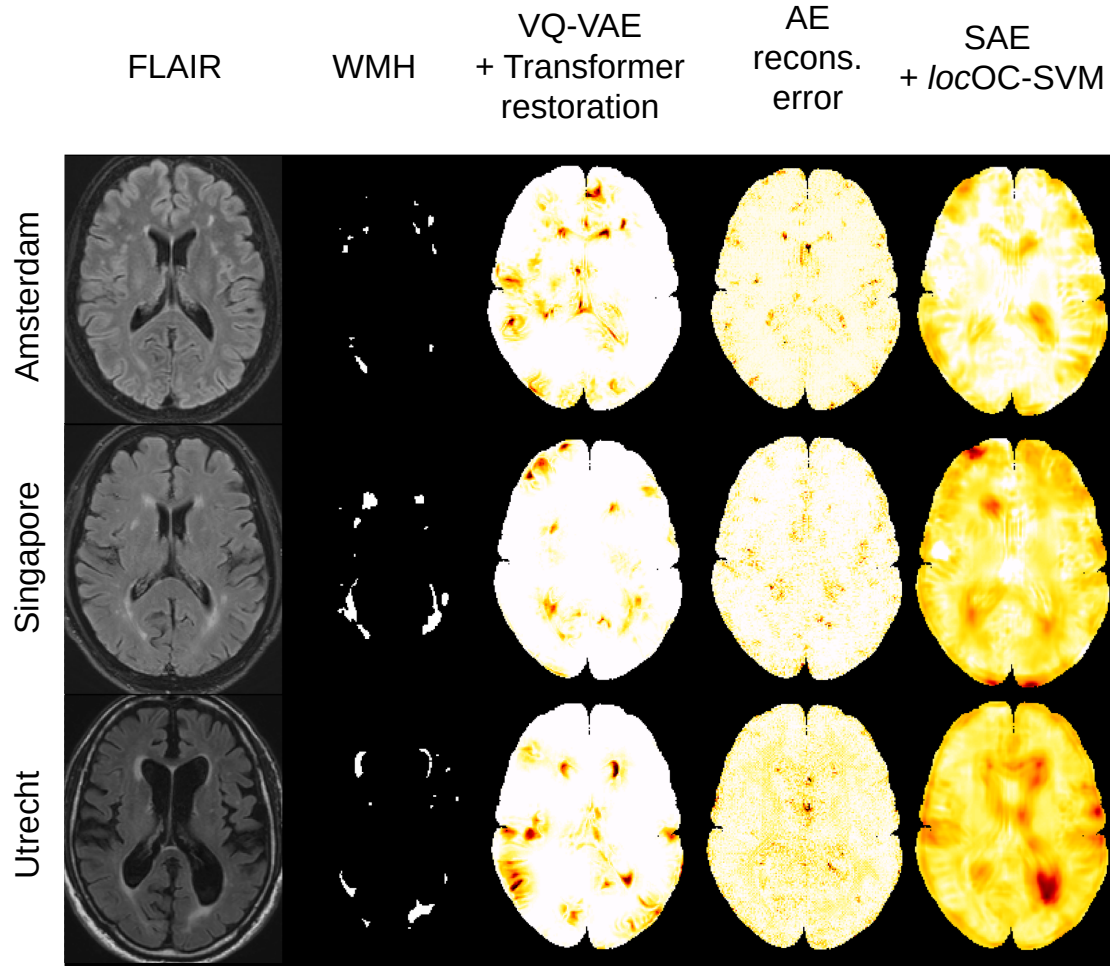 FLAIR
WMH
VQ-VAE
+ Transformer
restoration
AE
recons.
error
SAE
+ locOC-SVM
Amsterdam
Singapore
Utrecht